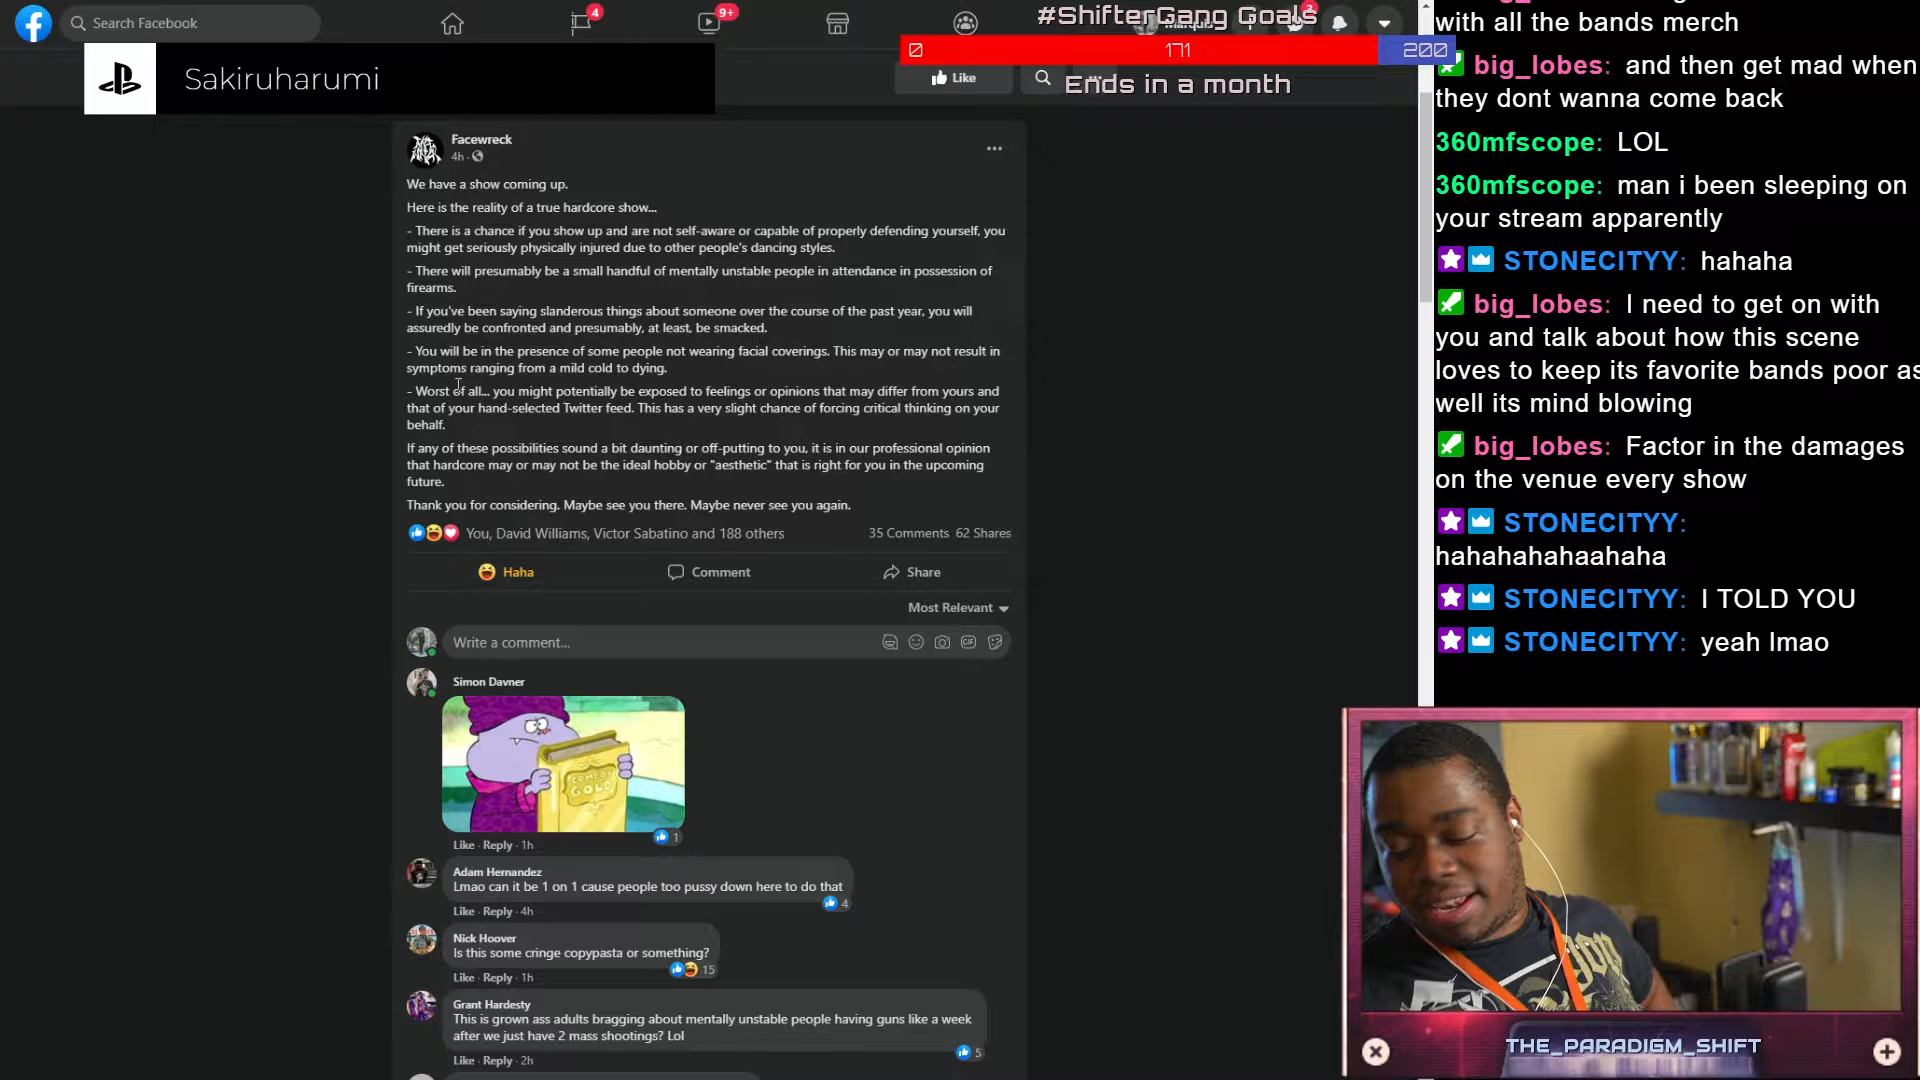 Search Facebook
4
9+
2
#ShifterGang Goals
0
171
200
Ends in a month
Sakiruharumi
Like
Facewreck
4h
We have a show coming up.
Here is the reality of a true hardcore show...
- There is a chance if you show up and are not self-aware or capable of properly defending yourself, you
might get seriously physically injured due to other people's dancing styles.
- There will presumably be a small handful of mentally unstable people in attendance in possession of
firearms.
- If you've been saying slanderous things about someone over the course of the past year, you will
assuredly be confronted and presumably, at least, be smacked.
- You will be in the presence of some people not wearing facial coverings. This may or may not result in
symptoms ranging from a mild cold to dying.
- Worst of all... you might potentially be exposed to feelings or opinions that may differ from yours and
that of your hand-selected Twitter feed. This has a very slight chance of forcing critical thinking on your
behalf.
If any of these possibilities sound a bit daunting or off-putting to you, it is in our professional opinion
that hardcore may or may not be the ideal hobby or "aesthetic" that is right for you in the upcoming
future.
Thank you for considering. Maybe see you there. Maybe never see you again.
You, David Williams, Victor Sabatino and 188 others
35 Comments 62 Shares
Haha
Comment
Share
Most Relevant
Write a comment...
GIF
Simon Davner
COMEDY
GOLD
1
Like · Reply · 1h
Adam Hernandez
Lmao can it be 1 on 1 cause people too pussy down here to do that
4
Like · Reply · 4h
Nick Hoover
Is this some cringe copypasta or something?
15
Like · Reply · 1h
Grant Hardesty
This is grown ass adults bragging about mentally unstable people having guns like a week
after we just have 2 mass shootings? Lol
5
Like · Reply · 2h
with all the bands merch
big_lobes: and then get mad when
they dont wanna come back
360mfscope: LOL
360mfscope: man i been sleeping on
your stream apparently
STONECITYY: hahaha
big_lobes: I need to get on with
you and talk about how this scene
loves to keep its favorite bands poor as
well its mind blowing
big_lobes: Factor in the damages
on the venue every show
STONECITYY:
hahahahahaahaha
STONECITYY: I TOLD YOU
STONECITYY: yeah lmao
THE_PARADIGM_SHIFT